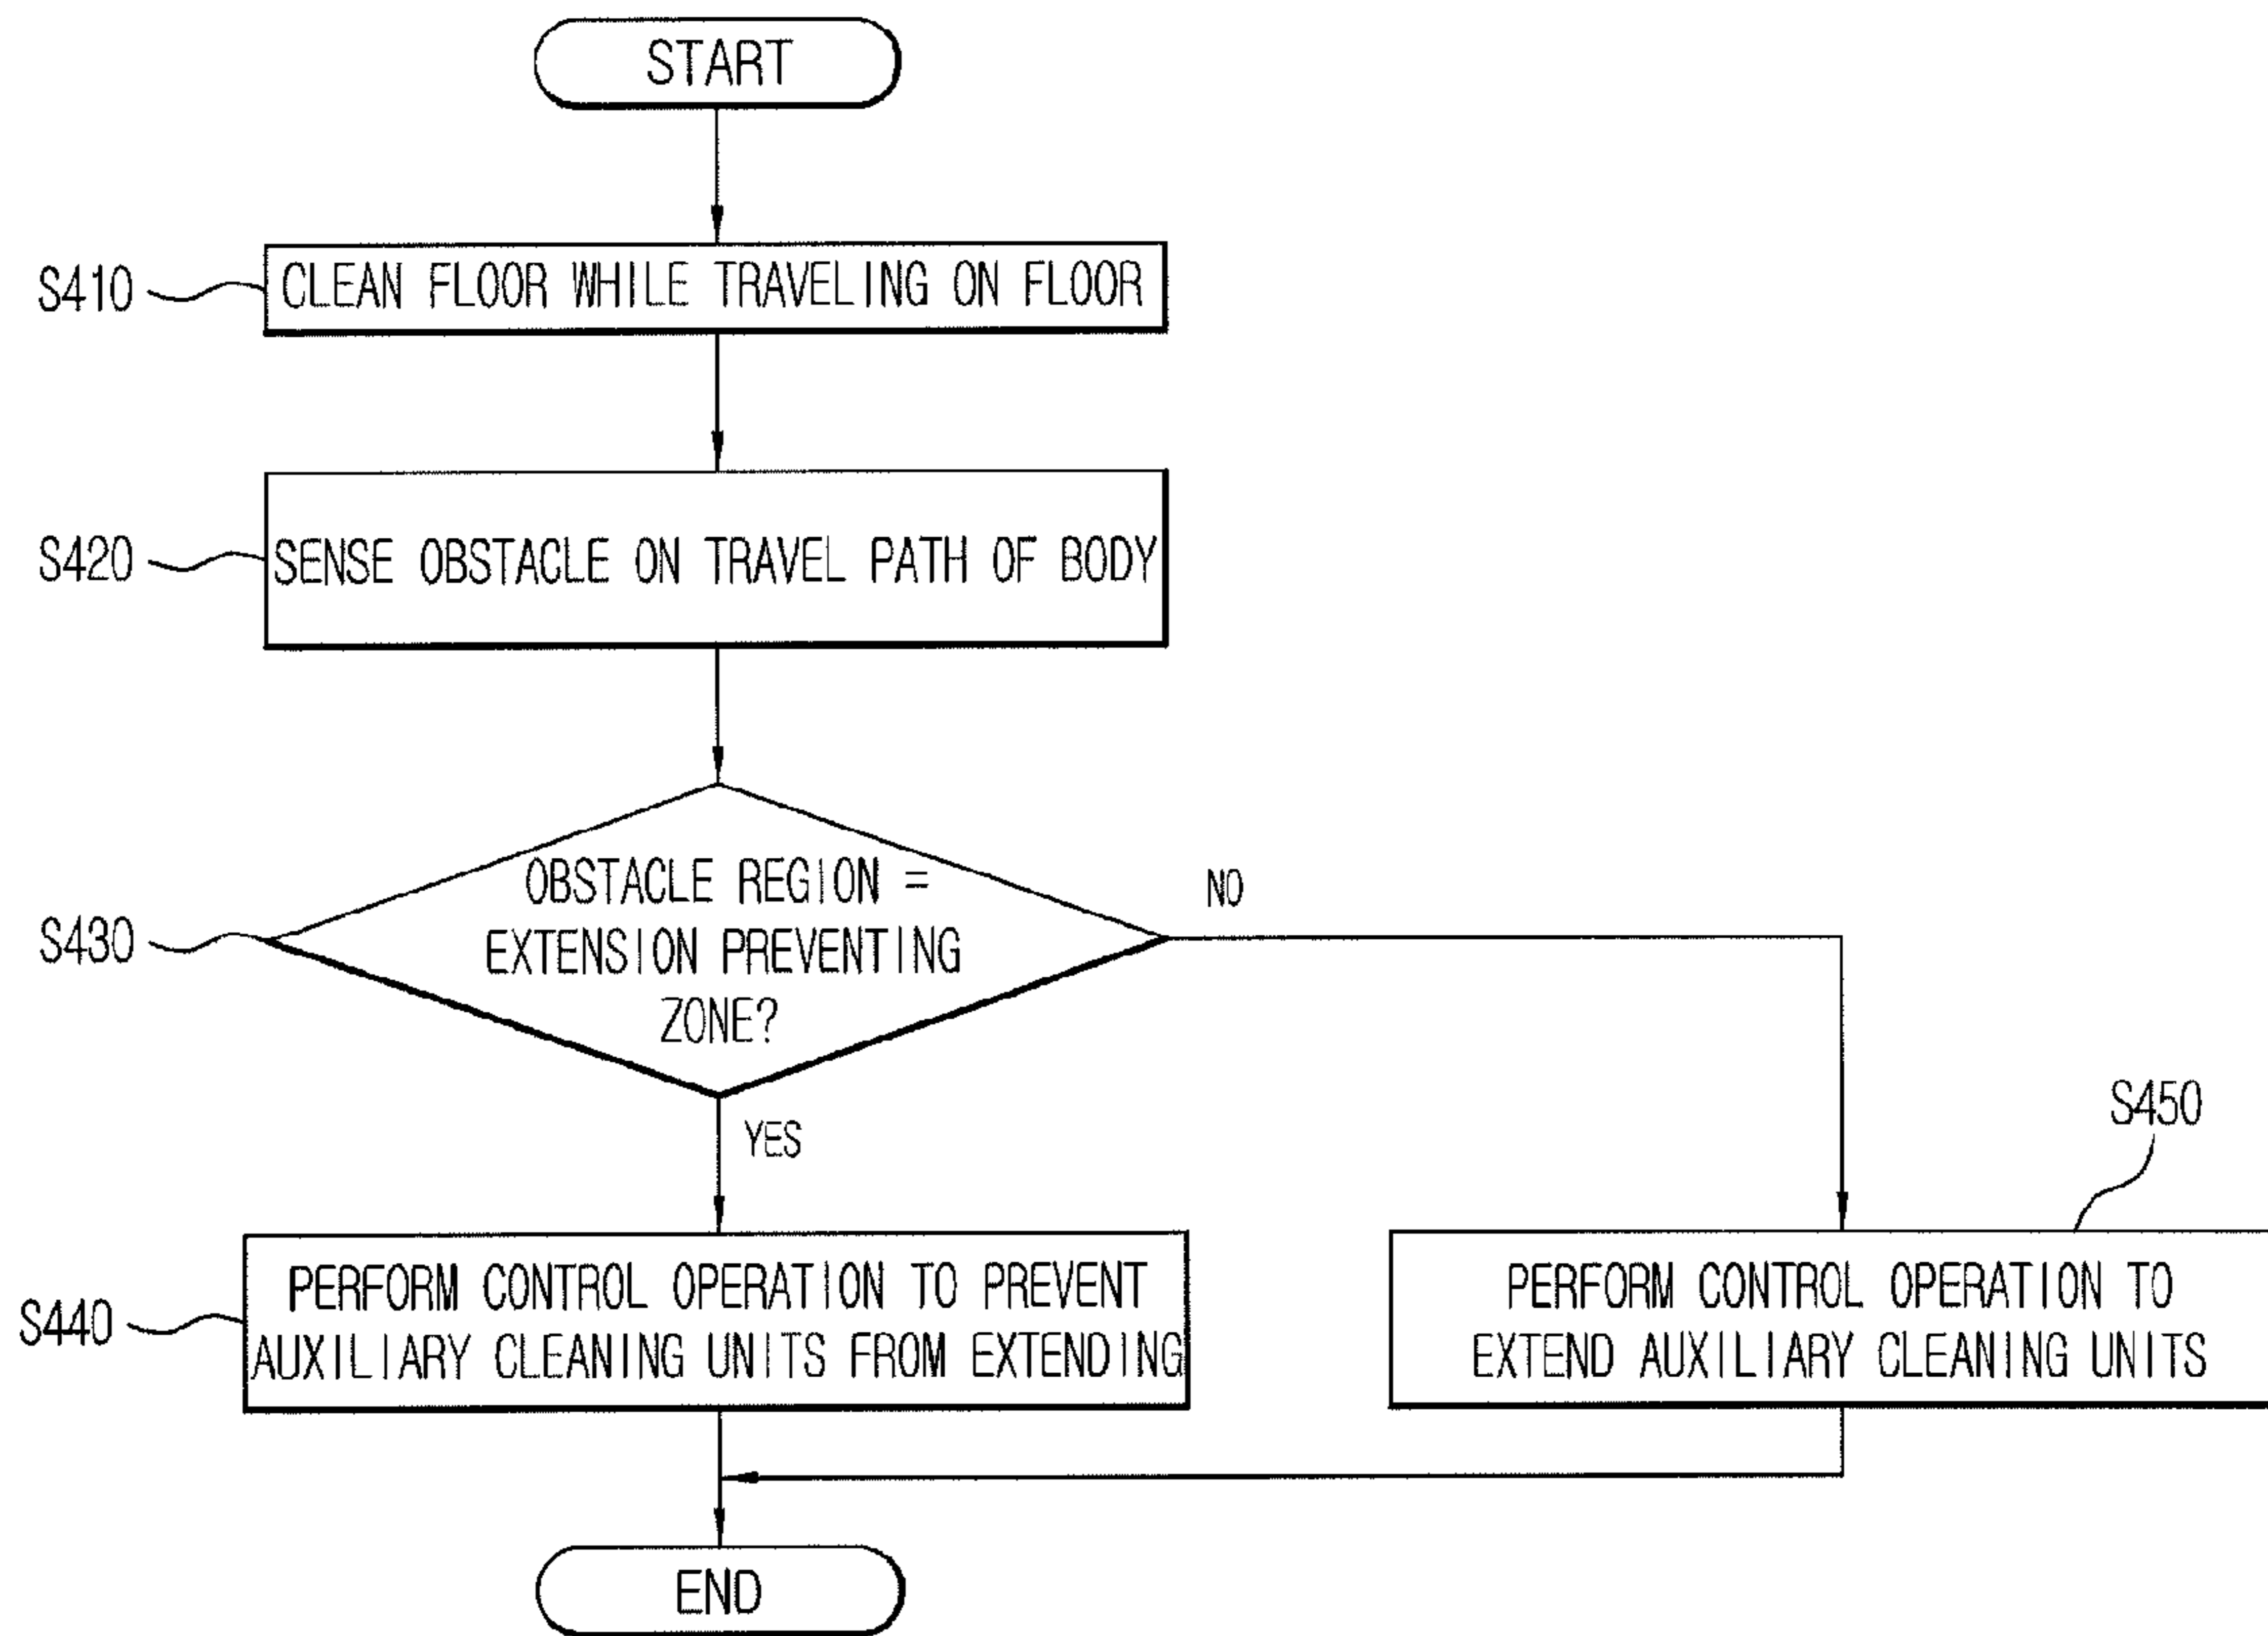 START
S410
CLEAN FLOOR WHILE TRAVELING ON FLOOR
S420
SENSE OBSTACLE ON TRAVEL PATH OF BODY
S430
OBSTACLE REGION =
EXTENSION PREVENTING
ZONE?
NO
YES
S440
PERFORM CONTROL OPERATION TO PREVENT
AUXILIARY CLEANING UNITS FROM EXTENDING
S450
PERFORM CONTROL OPERATION TO
EXTEND AUXILIARY CLEANING UNITS
END